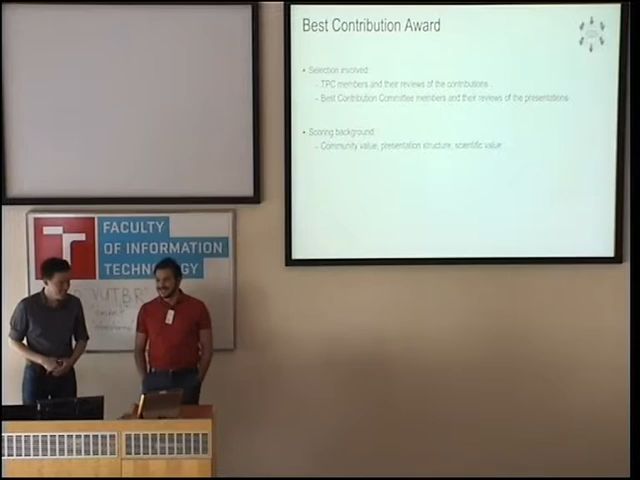 Best Contribution Award
• Selection involved:
- TPC members and their reviews of the contributions
- Best Contribution Committee members and their reviews of the presentations
• Scoring background:
- Community value, presentation structure, scientific value
FACULTY
OF INFORMATION
TECHNOLOGY
VUTBR